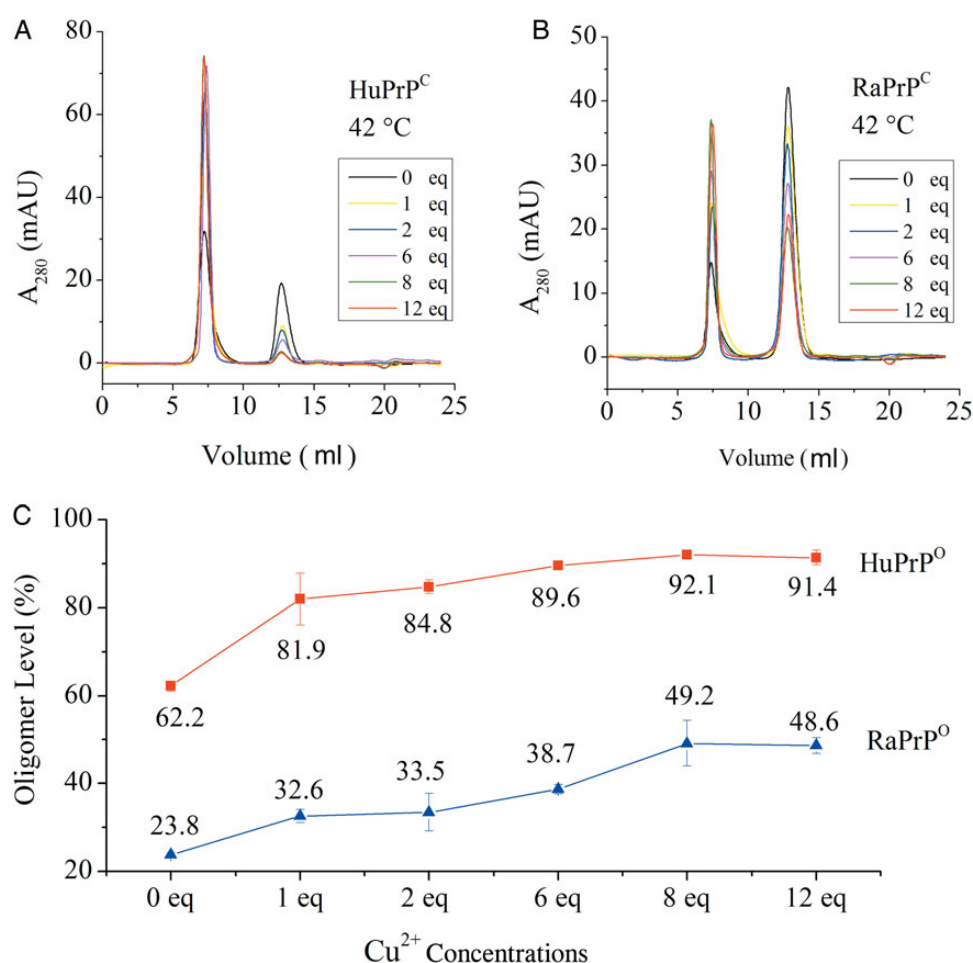 A
80
60
40
20
0
A280 (mAU)
HuPrPC
42 °C
0 eq
1 eq
2 eq
6 eq
8 eq
12 eq
0 5 10 15 20 25
Volume ( ml )
B
50
40
30
20
10
0
A280 (mAU)
RaPrPC
42 °C
0 eq
1 eq
2 eq
6 eq
8 eq
12 eq
0 5 10 15 20 25
Volume ( ml )
C
100
80
60
40
20
Oligomer Level (%)
62.2 81.9 84.8 89.6 92.1 91.4
HuPrPO
23.8 32.6 33.5 38.7 49.2 48.6
RaPrPO
0 eq 1 eq 2 eq 6 eq 8 eq 12 eq
Cu2+ Concentrations